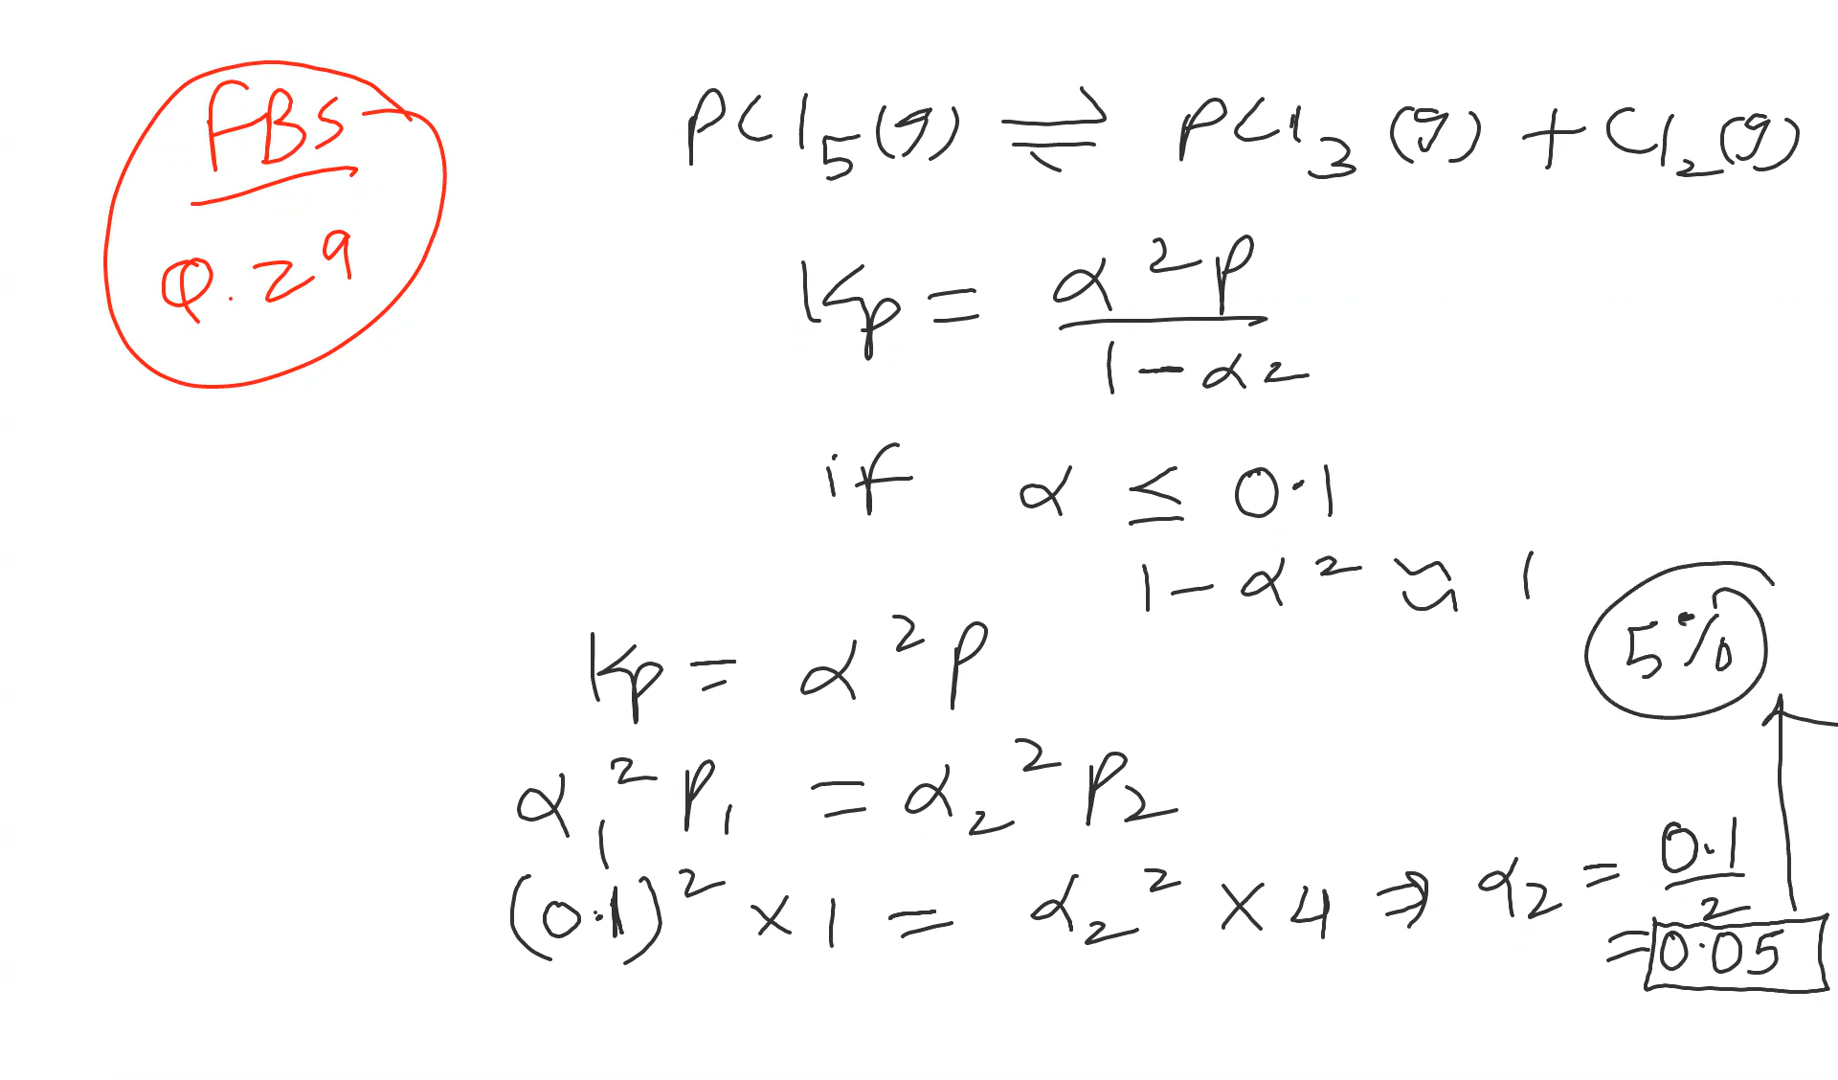 FBS
Q.29
PCl₅(g) ⇌ PCl₃(g) + Cl₂(g)
Kp = α²P / 1-α2
if α ≤ 0.1
1-α² ≈ 1
Kp = α²P
5%
α₁²P₁ = α₂²P₂
(0.1)² × 1 = α₂² × 4 ⇒ α₂ = 0.1/2
= 0.05